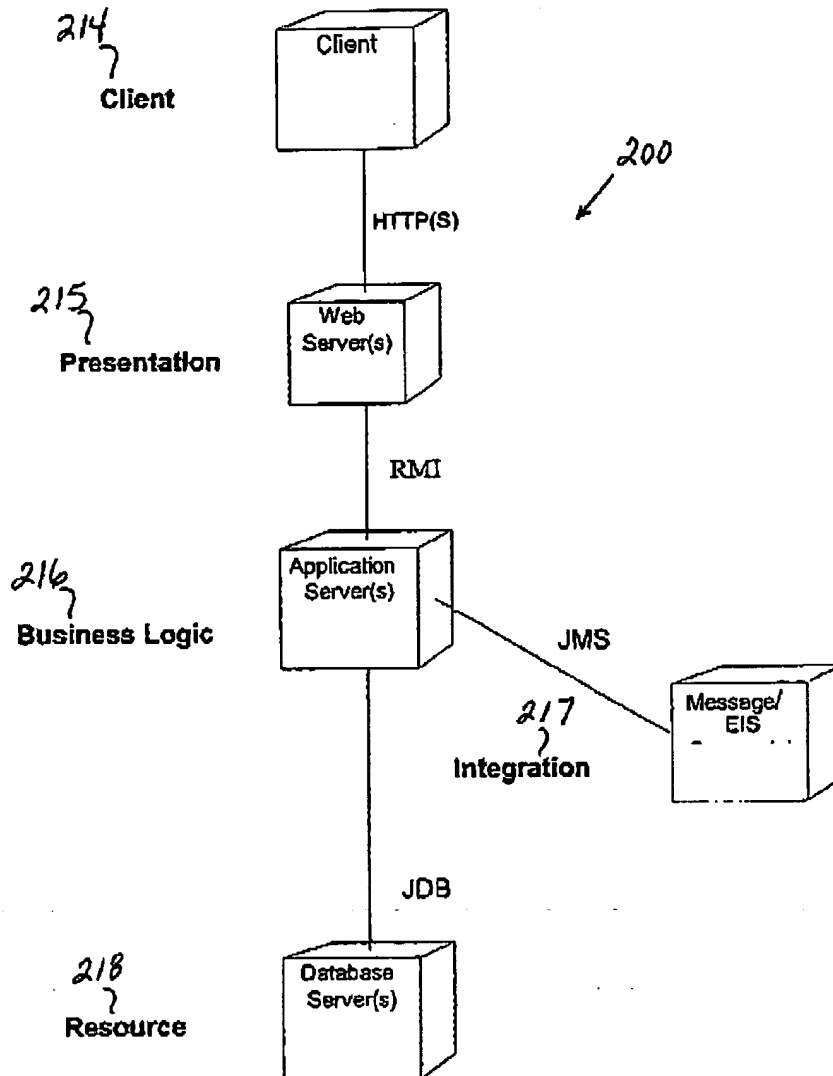 214
Client
Client
200
HTTP(S)
215
Presentation
Web
Server(s)
RMI
216
Business Logic
Application
Server(s)
JMS
217
Integration
Message/
EIS
JDB
218
Resource
Database
Server(s)